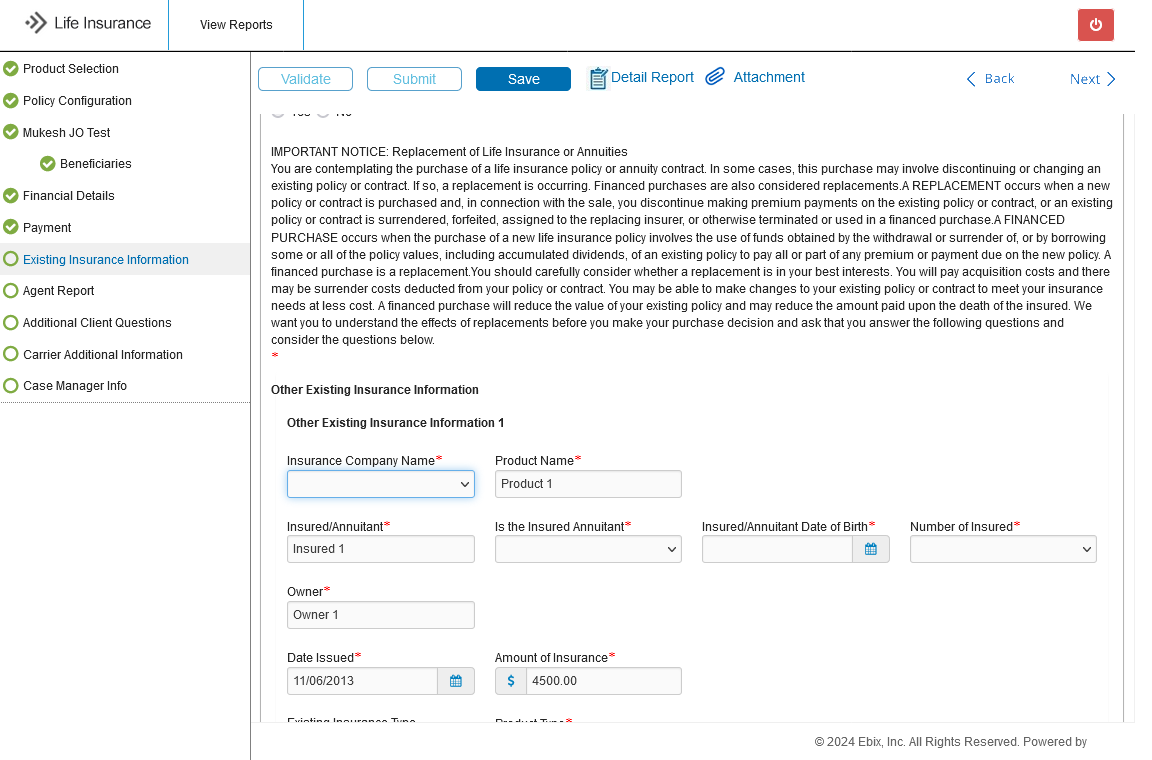 Life Insurance
View Reports
Product Selection
Policy Configuration
Mukesh JO Test
Beneficiaries
Financial Details
Payment
Existing Insurance Information
Agent Report
Additional Client Questions
Carrier Additional Information
Case Manager Info
Validate
Submit
Save
Detail Report
Attachment
Back
Next
Yes No
IMPORTANT NOTICE: Replacement of Life Insurance or Annuities
You are contemplating the purchase of a life insurance policy or annuity contract. In some cases, this purchase may involve discontinuing or changing an
existing policy or contract. If so, a replacement is occurring. Financed purchases are also considered replacements.A REPLACEMENT occurs when a new
policy or contract is purchased and, in connection with the sale, you discontinue making premium payments on the existing policy or contract, or an existing
policy or contract is surrendered, forfeited, assigned to the replacing insurer, or otherwise terminated or used in a financed purchase.A FINANCED
PURCHASE occurs when the purchase of a new life insurance policy involves the use of funds obtained by the withdrawal or surrender of, or by borrowing
some or all of the policy values, including accumulated dividends, of an existing policy to pay all or part of any premium or payment due on the new policy. A
financed purchase is a replacement.You should carefully consider whether a replacement is in your best interests. You will pay acquisition costs and there
may be surrender costs deducted from your policy or contract. You may be able to make changes to your existing policy or contract to meet your insurance
needs at less cost. A financed purchase will reduce the value of your existing policy and may reduce the amount paid upon the death of the insured. We
want you to understand the effects of replacements before you make your purchase decision and ask that you answer the following questions and
consider the questions below.
*
Other Existing Insurance Information
Other Existing Insurance Information 1
Insurance Company Name* Product Name*
Product 1
Insured/Annuitant* Is the Insured Annuitant* Insured/Annuitant Date of Birth* Number of Insured*
Insured 1
Owner*
Owner 1
Date Issued* Amount of Insurance*
11/06/2013 $ 4500.00
Existing Insurance Type Product Type*
© 2024 Ebix, Inc. All Rights Reserved. Powered by